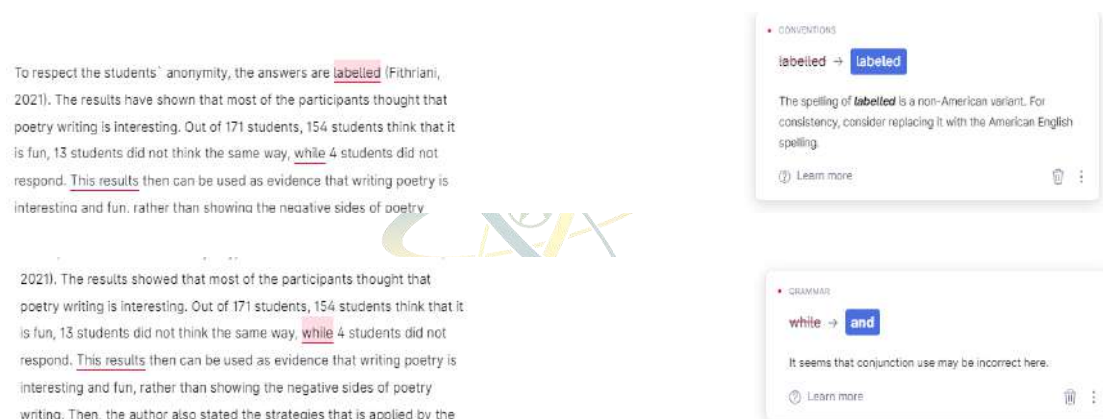 To respect the students` anonymity, the answers are labelled (Fithriani,
2021). The results have shown that most of the participants thought that
poetry writing is interesting. Out of 171 students, 154 students think that it
is fun, 13 students did not think the same way, while 4 students did not
respond. This results then can be used as evidence that writing poetry is
interesting and fun, rather than showing the negative sides of poetry
CONVENTIONS
labelled → labeled
The spelling of labelled is a non-American variant. For
consistency, consider replacing it with the American English
spelling.
Learn more
2021). The results showed that most of the participants thought that
poetry writing is interesting. Out of 171 students, 154 students think that it
is fun, 13 students did not think the same way, while 4 students did not
respond. This results then can be used as evidence that writing poetry is
interesting and fun, rather than showing the negative sides of poetry
writing. Then, the author also stated the strategies that is applied by the
GRAMMAR
while → and
It seems that conjunction use may be incorrect here.
Learn more